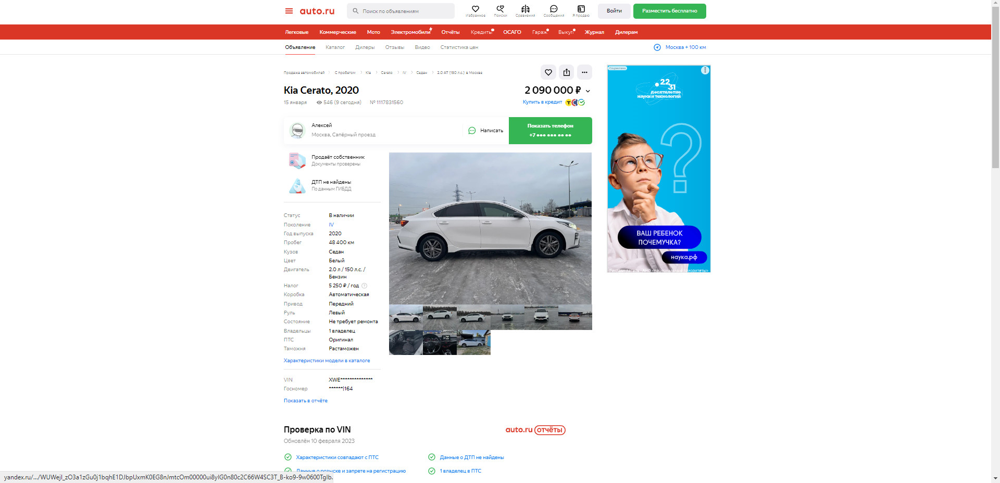 auto.ru
Поиск по объявлениям
Избранное
Поиски
Сравнения
Сообщения
Я продаю
Войти
Разместить бесплатно
Легковые
Коммерческие
Мото
Электромобили
Отчёты
Кредиты
ОСАГО
Гараж
Выкуп
Журнал
Дилерам
Объявление
Каталог
Дилеры
Отзывы
Видео
Статистика цен
Москва + 100 км
Продажа автомобилей
С пробегом
Kia
Cerato
IV
Седан
2.0 AT (150 л.с.) в Москве
Kia Cerato, 2020
2 090 000 ₽
15 января
546 (9 сегодня)
№ 1117831560
Купить в кредит
Алексей
Москва, Сапёрный проезд
Написать
Показать телефон
+7 ●●● ●●● ●● ●●
Продаёт собственник
Документы проверены
ДТП не найдены
По данным ГИБДД
Статус В наличии
Поколение IV
Год выпуска 2020
Пробег 48 400 км
Кузов Седан
Цвет Белый
Двигатель 2.0 л / 150 л.с. /
Бензин
Налог 5 250 ₽ / год
Коробка Автоматическая
Привод Передний
Руль Левый
Состояние Не требует ремонта
Владельцы 1 владелец
ПТС Оригинал
Таможня Растаможен
Характеристики модели в каталоге
VIN XWE**************
Госномер ******|164
Показать в отчёте
Соцреклама
22
31
Десятилетие
науки и технологий
ВАШ РЕБЕНОК
ПОЧЕМУЧКА?
наука.рф
Рекламодатель АНО «Национальные приоритеты»
Проверка по VIN
auto.ru отчёты
Обновлён 10 февраля 2023
Характеристики совпадают с ПТС
Данные о ДТП не найдены
Данные о розыске и запрете на регистрацию
1 владелец в ПТС